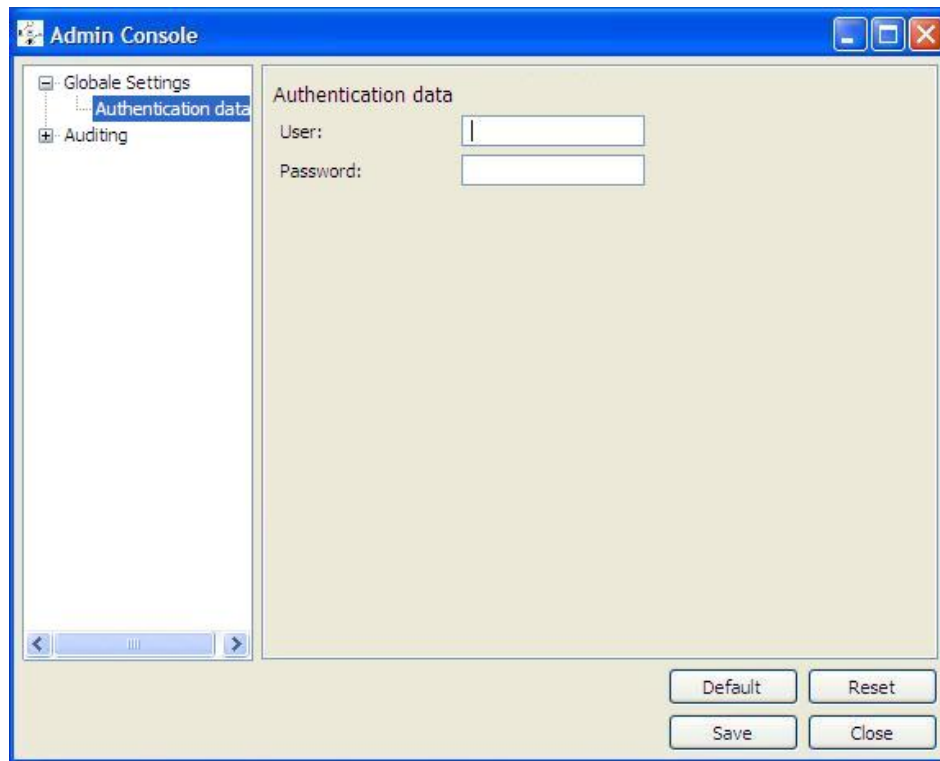 Admin Console
Globale Settings
Authentication data
Auditing
Authentication data
User:
Password:
Default
Reset
Save
Close